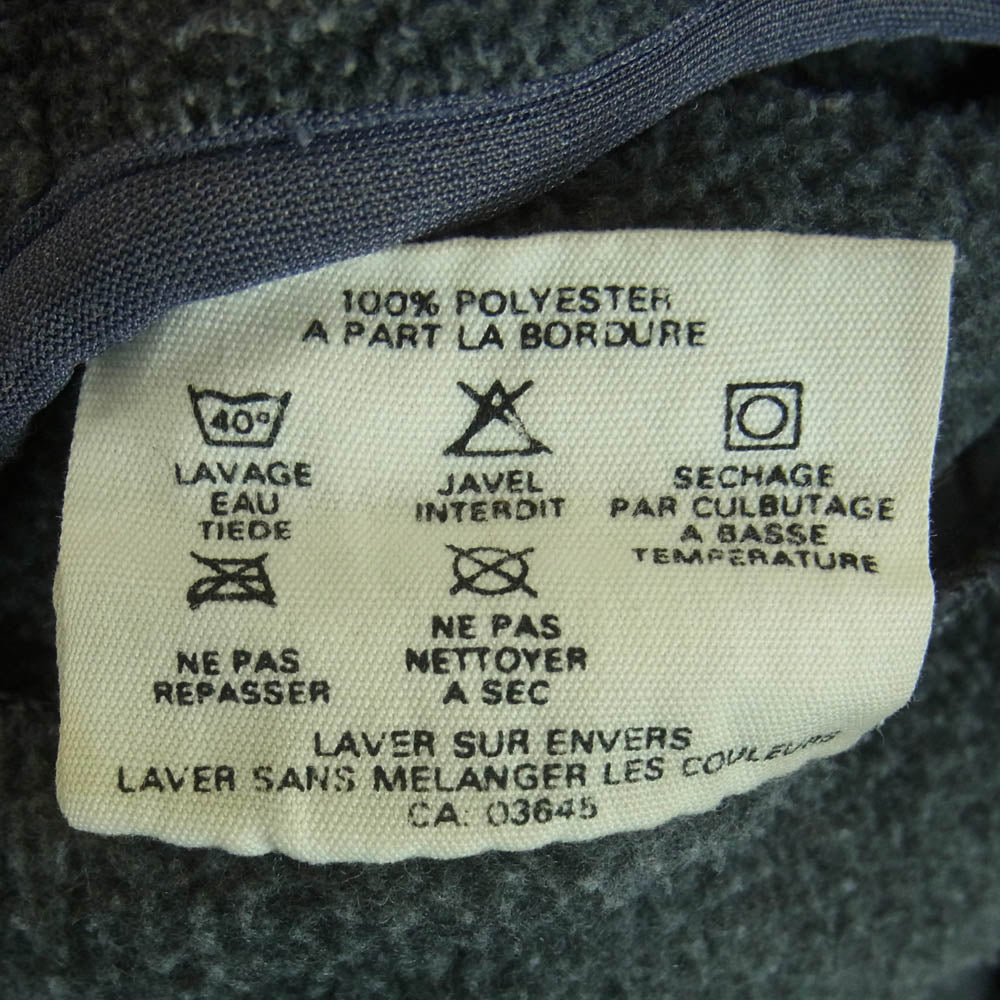 100% POLYESTER
A PART LA BORDURE
40°
LAVAGE
EAU
TIEDE
JAVEL
INTERDIT
SECHAGE
PAR CULBUTAGE
A BASSE
TEMPERATURE
NE PAS
REPASSER
NE PAS
NETTOYER
A SEC
LAVER SUR ENVERS
LAVER SANS MELANGER LES COULEURS
CA: 03645